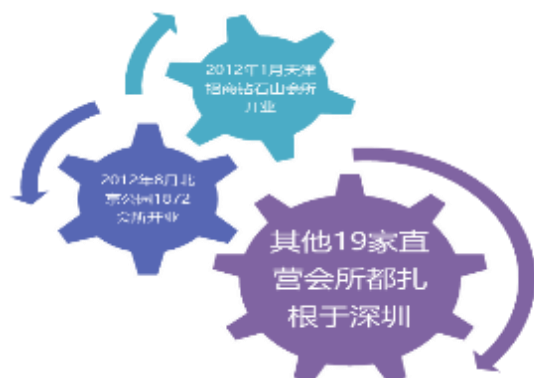 2012年1月天津
招商钻石山会所
开业
2012年8月北
京公园1872
会所开业
其他19家直
营会所都扎
根于深圳